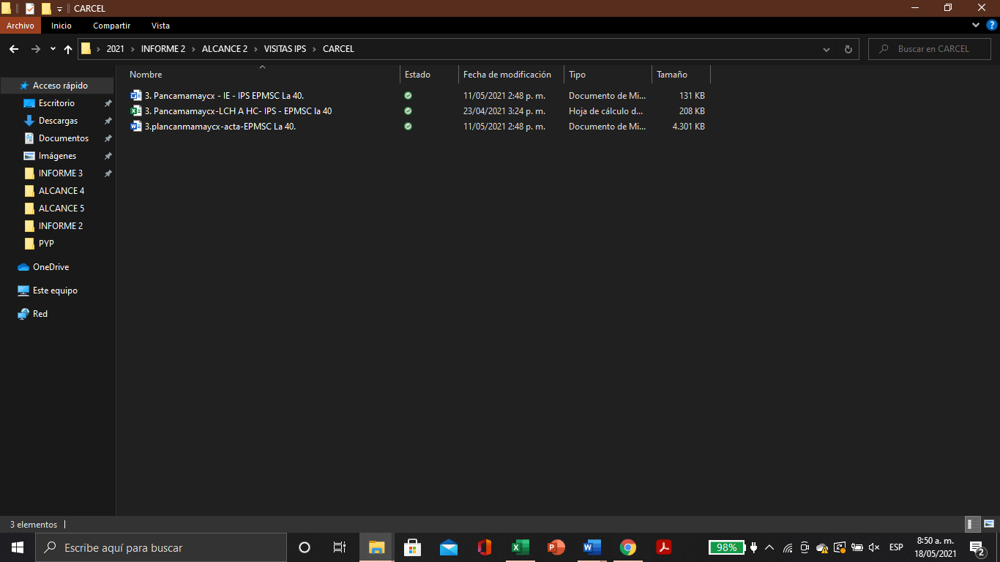 CARCEL
Archivo Inicio Compartir Vista
2021 INFORME 2 ALCANCE 2 VISITAS IPS CARCEL
Buscar en CARCEL
Nombre Estado Fecha de modificación Tipo Tamaño
3. Pancamamaycx - IE - IPS EPMSC La 40. 11/05/2021 2:48 p. m. Documento de Mi... 131 KB
3. Pancamamaycx-LCH A HC- IPS - EPMSC la 40 23/04/2021 3:24 p. m. Hoja de cálculo d... 208 KB
3.plancanmamaycx-acta-EPMSC La 40. 11/05/2021 2:48 p. m. Documento de Mi... 4.301 KB
Acceso rápido
Escritorio
Descargas
Documentos
Imágenes
INFORME 3
ALCANCE 4
ALCANCE 5
INFORME 2
PYP
OneDrive
Este equipo
Red
3 elementos
Escribe aquí para buscar
98%
ESP
8:50 a. m.
18/05/2021
2